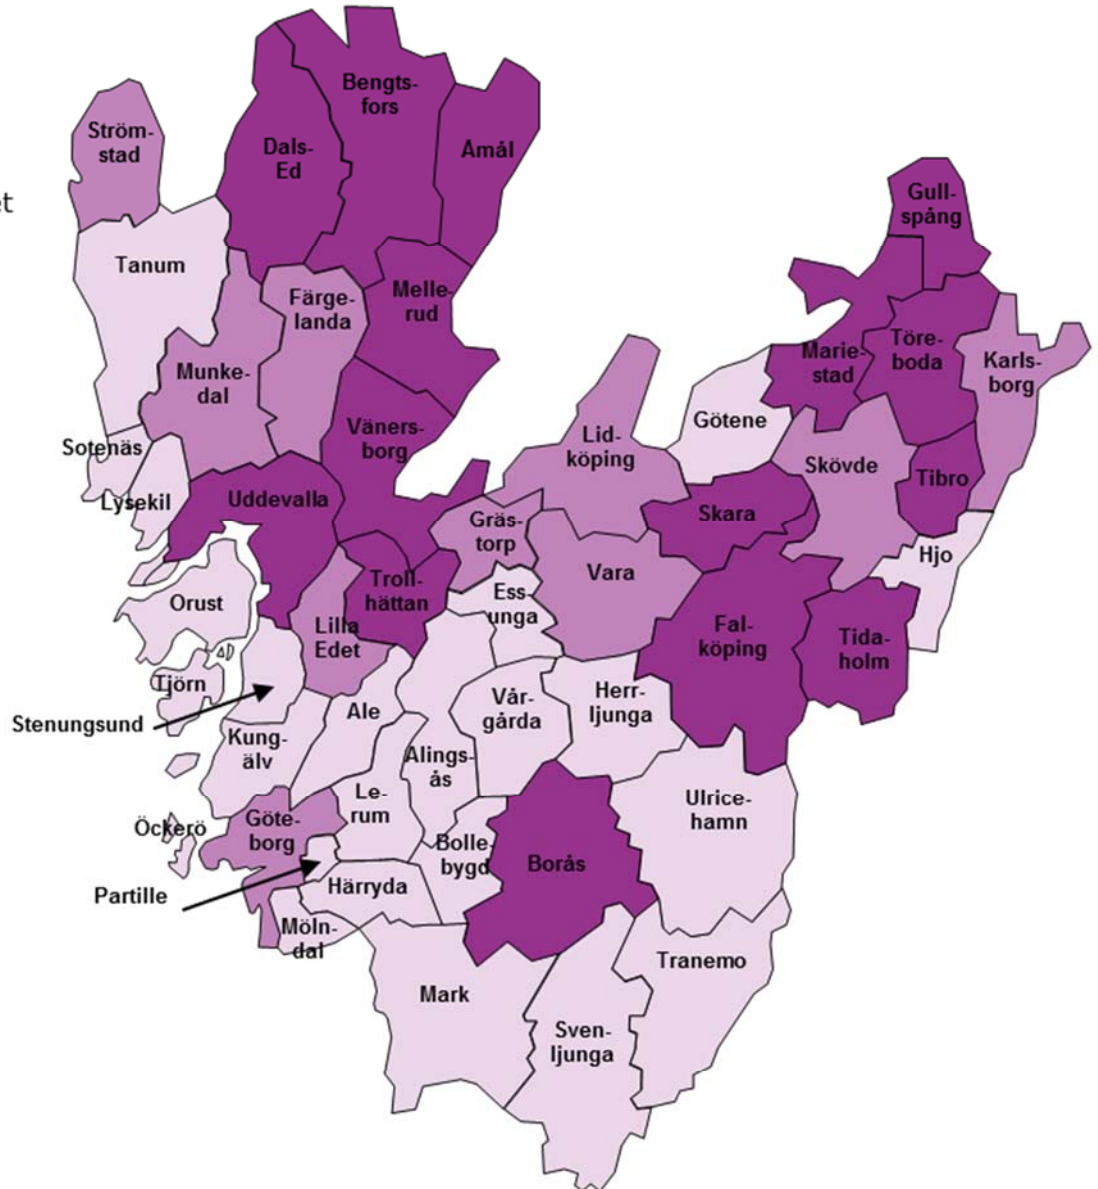 Bengts-
fors
Ström-
stad
Dals-
Ed
Åmål
et
Gull-
spång
Tanum
Färge-
landa
Melle-
rud
Marie-
stad
Töre-
boda
Karls-
borg
Munke-
dal
Götene
Sotenäs
Väners-
borg
Lid-
köping
Skövde
Tibro
Lysekil
Uddevalla
Skara
Gräs-
torp
Hjo
Vara
Troll-
hättan
Orust
Ess
unga
Lilla
Edet
Fal-
köping
Tida-
holm
Tjörn
Stenungsund
Ale
Vår-
gårda
Herr-
ljunga
Kung-
älv
Alings-
ås
Le-
rum
Ulrice-
hamn
Öckerö
Göte-
borg
Bolle-
bygd
Borås
Partille
Härryda
Möln-
dal
Tranemo
Mark
Sven-
ljunga